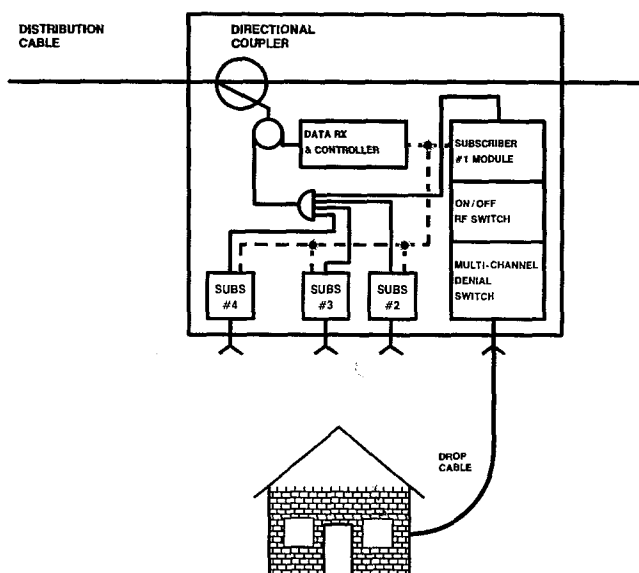 DISTRIBUTION
CABLE
DIRECTIONAL
COUPLER
DATA RX
& CONTROLLER
SUBSCRIBER
#1 MODULE
ON/OFF
RF SWITCH
MULTI-CHANNEL
DENIAL
SWITCH
SUBS
#4
SUBS
#3
SUBS
#2
DROP
CABLE